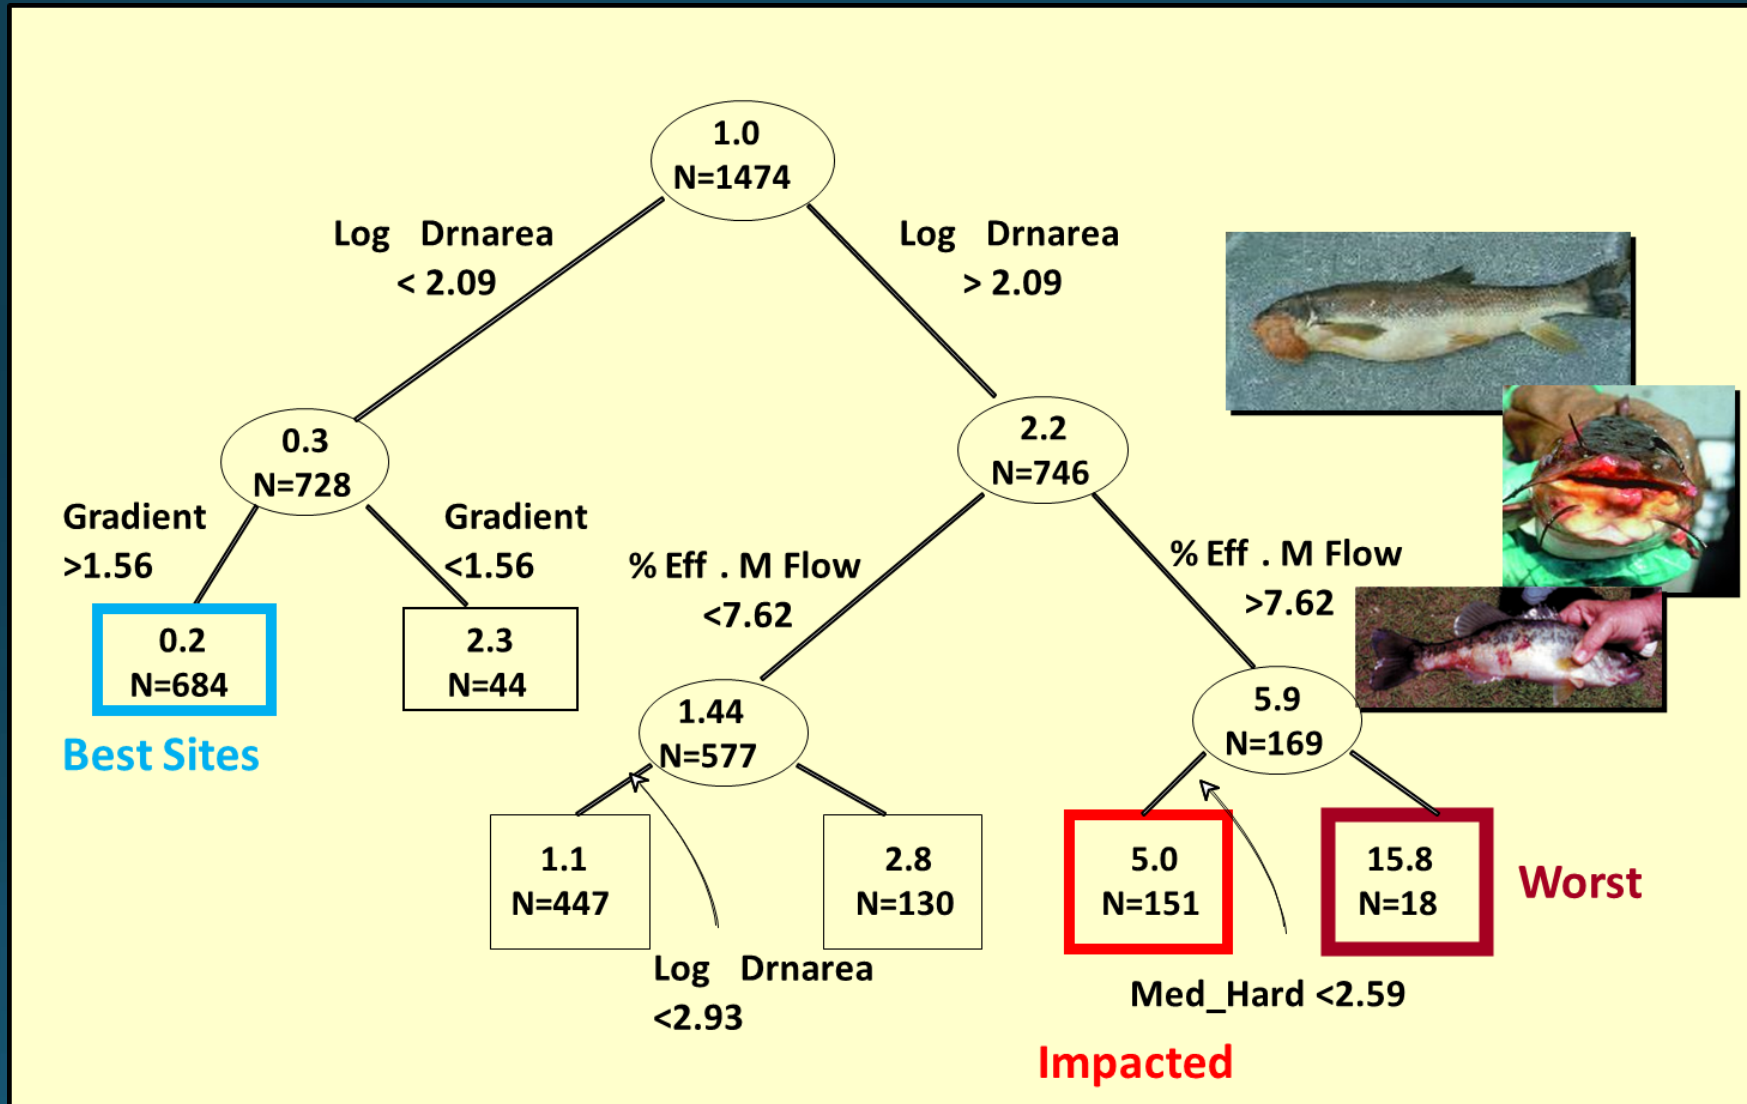 1.0
N=1474
Log Drnarea
< 2.09
Log Drnarea
> 2.09
0.3
N=728
2.2
N=746
Gradient
>1.56
Gradient
<1.56
% Eff . M Flow
<7.62
% Eff . M Flow
>7.62
0.2
N=684
2.3
N=44
Best Sites
1.44
N=577
5.9
N=169
1.1
N=447
2.8
N=130
5.0
N=151
15.8
N=18
Worst
Log Drnarea
<2.93
Med_Hard <2.59
Impacted